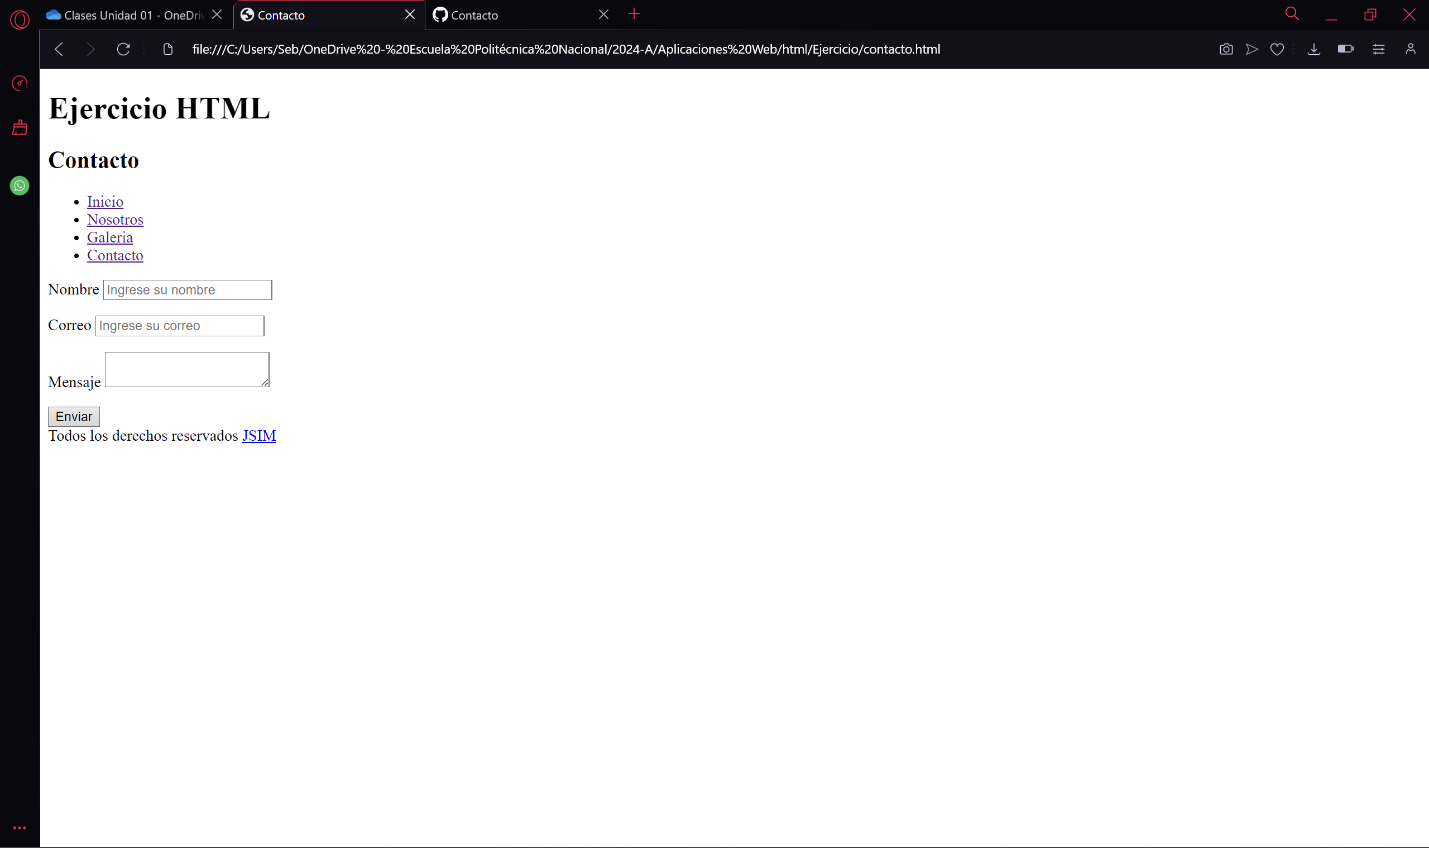 Clases Unidad 01 - OneDriv
Contacto
Contacto
file:///C:/Users/Seb/OneDrive%20-%20Escuela%20Politécnica%20Nacional/2024-A/Aplicaciones%20Web/html/Ejercicio/contacto.html
Ejercicio HTML
Contacto
Inicio
Nosotros
Galeria
Contacto
Nombre Ingrese su nombre
Correo Ingrese su correo
Mensaje
Enviar
Todos los derechos reservados JSIM